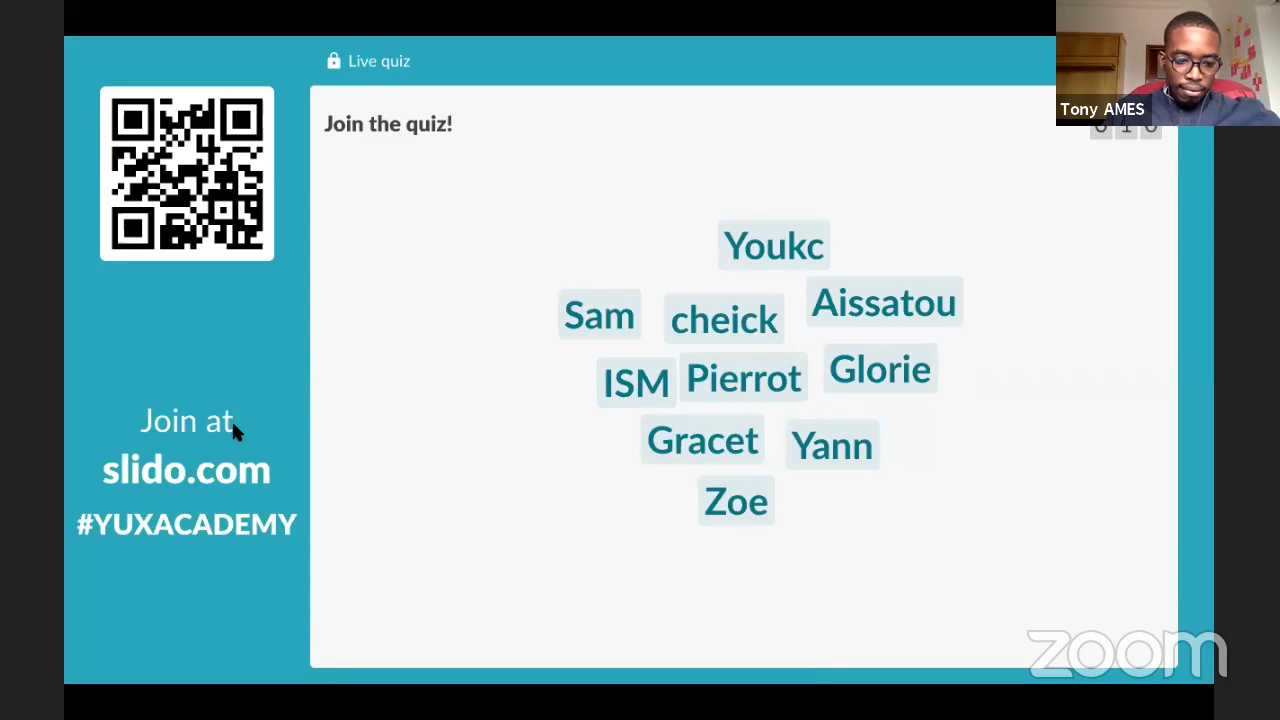 Live quiz
Join the quiz!
Tony AMES
Youkc
Sam
cheick
Aissatou
ISM
Pierrot
Glorie
Gracet
Yann
Zoe
Join at
slido.com
#YUXACADEMY
zoom